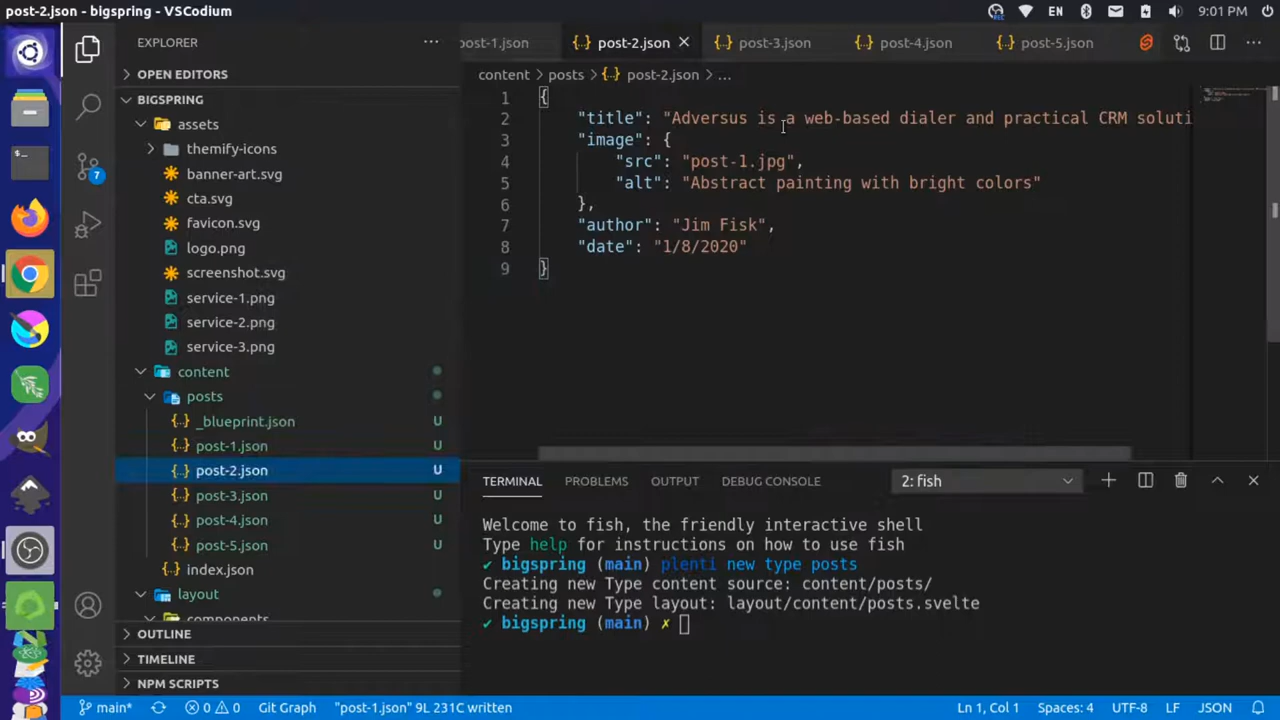 post-2.json - bigspring - VSCodium
EN
9:01 PM
EXPLORER
OPEN EDITORS
BIGSPRING
assets
themify-icons
banner-art.svg
cta.svg
favicon.svg
logo.png
screenshot.svg
service-1.png
service-2.png
service-3.png
content
posts
_blueprint.json U
post-1.json U
post-2.json U
post-3.json U
post-4.json U
post-5.json U
index.json
layout
components
OUTLINE
TIMELINE
NPM SCRIPTS
7
post-1.json
post-2.json
post-3.json
post-4.json
post-5.json
content > posts > post-2.json > ...
1 {
2 "title": "Adversus is a web-based dialer and practical CRM soluti
3 "image": {
4 "src": "post-1.jpg",
5 "alt": "Abstract painting with bright colors"
6 },
7 "author": "Jim Fisk",
8 "date": "1/8/2020"
9 }
TERMINAL PROBLEMS OUTPUT DEBUG CONSOLE 2: fish
Welcome to fish, the friendly interactive shell
Type help for instructions on how to use fish
✔ bigspring (main) plenti new type posts
Creating new Type content source: content/posts/
Creating new Type layout: layout/content/posts.svelte
✔ bigspring (main) ✗
main* 0 0 Git Graph "post-1.json" 9L 231C written Ln 1, Col 1 Spaces: 4 UTF-8 LF JSON